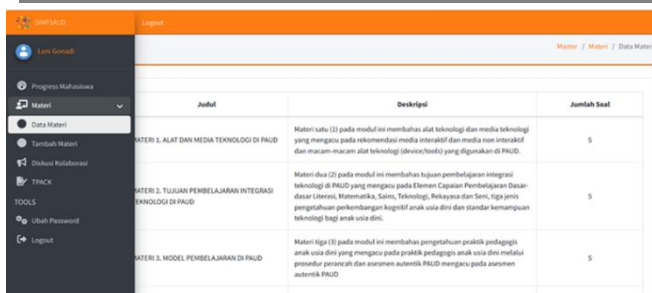 SIMPSAUD
Logout
Leni Gonadi
Master / Materi / Data Materi
Progress Mahasiswa
Materi
Data Materi
Tambah Materi
Diskusi Kolaborasi
TPACK
TOOLS
Ubah Password
Logout
Judul
Deskripsi
Jumlah Soal
MATERI 1. ALAT DAN MEDIA TEKNOLOGI DI PAUD
Materi satu (1) pada modul ini membahas alat teknologi dan media teknologi
yang mengacu pada rekomendasi media interaktif dan media non interaktif
dan macam-macam alat teknologi (device/tools) yang digunakan di PAUD.
5
MATERI 2. TUJUAN PEMBELAJARAN INTEGRASI
TEKNOLOGI DI PAUD
Materi dua (2) pada modul ini membahas tujuan pembelajaran integrasi
teknologi di PAUD yang mengacu pada Elemen Capaian Pembelajaran Dasar-
dasar Literasi, Matematika, Sains, Teknologi, Rekayasa dan Seni, tiga jenis
pengetahuan perkembangan kognitif anak usia dini dan standar kemampuan
teknologi bagi anak usia dini.
5
MATERI 3. MODEL PEMBELAJARAN DI PAUD
Materi tiga (3) pada modul ini membahas pengetahuan praktik pedagogis
anak usia dini yang mengacu pada praktik pedagogis anak usia dini melalui
prosedur perancah dan asesmen autentik PAUD mengacu pada asesmen
autentik PAUD
5